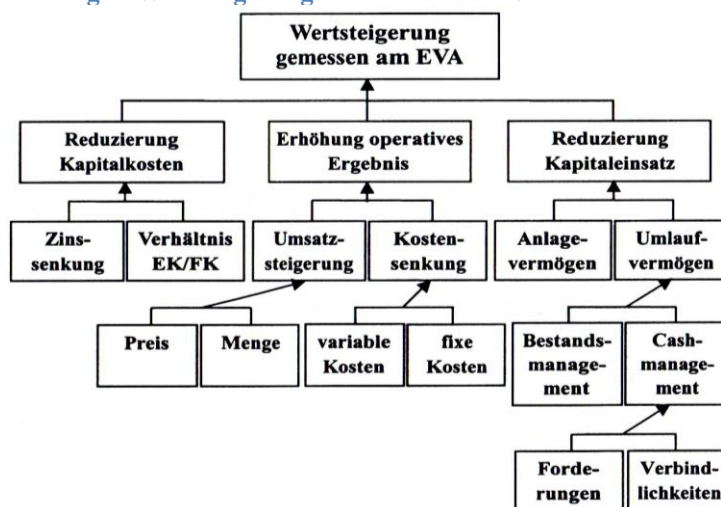 Wertsteigerung
gemessen am EVA
Reduzierung
Kapitalkosten
Erhöhung operatives
Ergebnis
Reduzierung
Kapitaleinsatz
Zins-
senkung
Verhältnis
EK/FK
Umsatz-
steigerung
Kosten-
senkung
Anlage-
vermögen
Umlauf-
vermögen
Preis
Menge
variable
Kosten
fixe
Kosten
Bestands-
manage-
ment
Cash-
manage-
ment
Forde-
rungen
Verbind-
lichkeiten